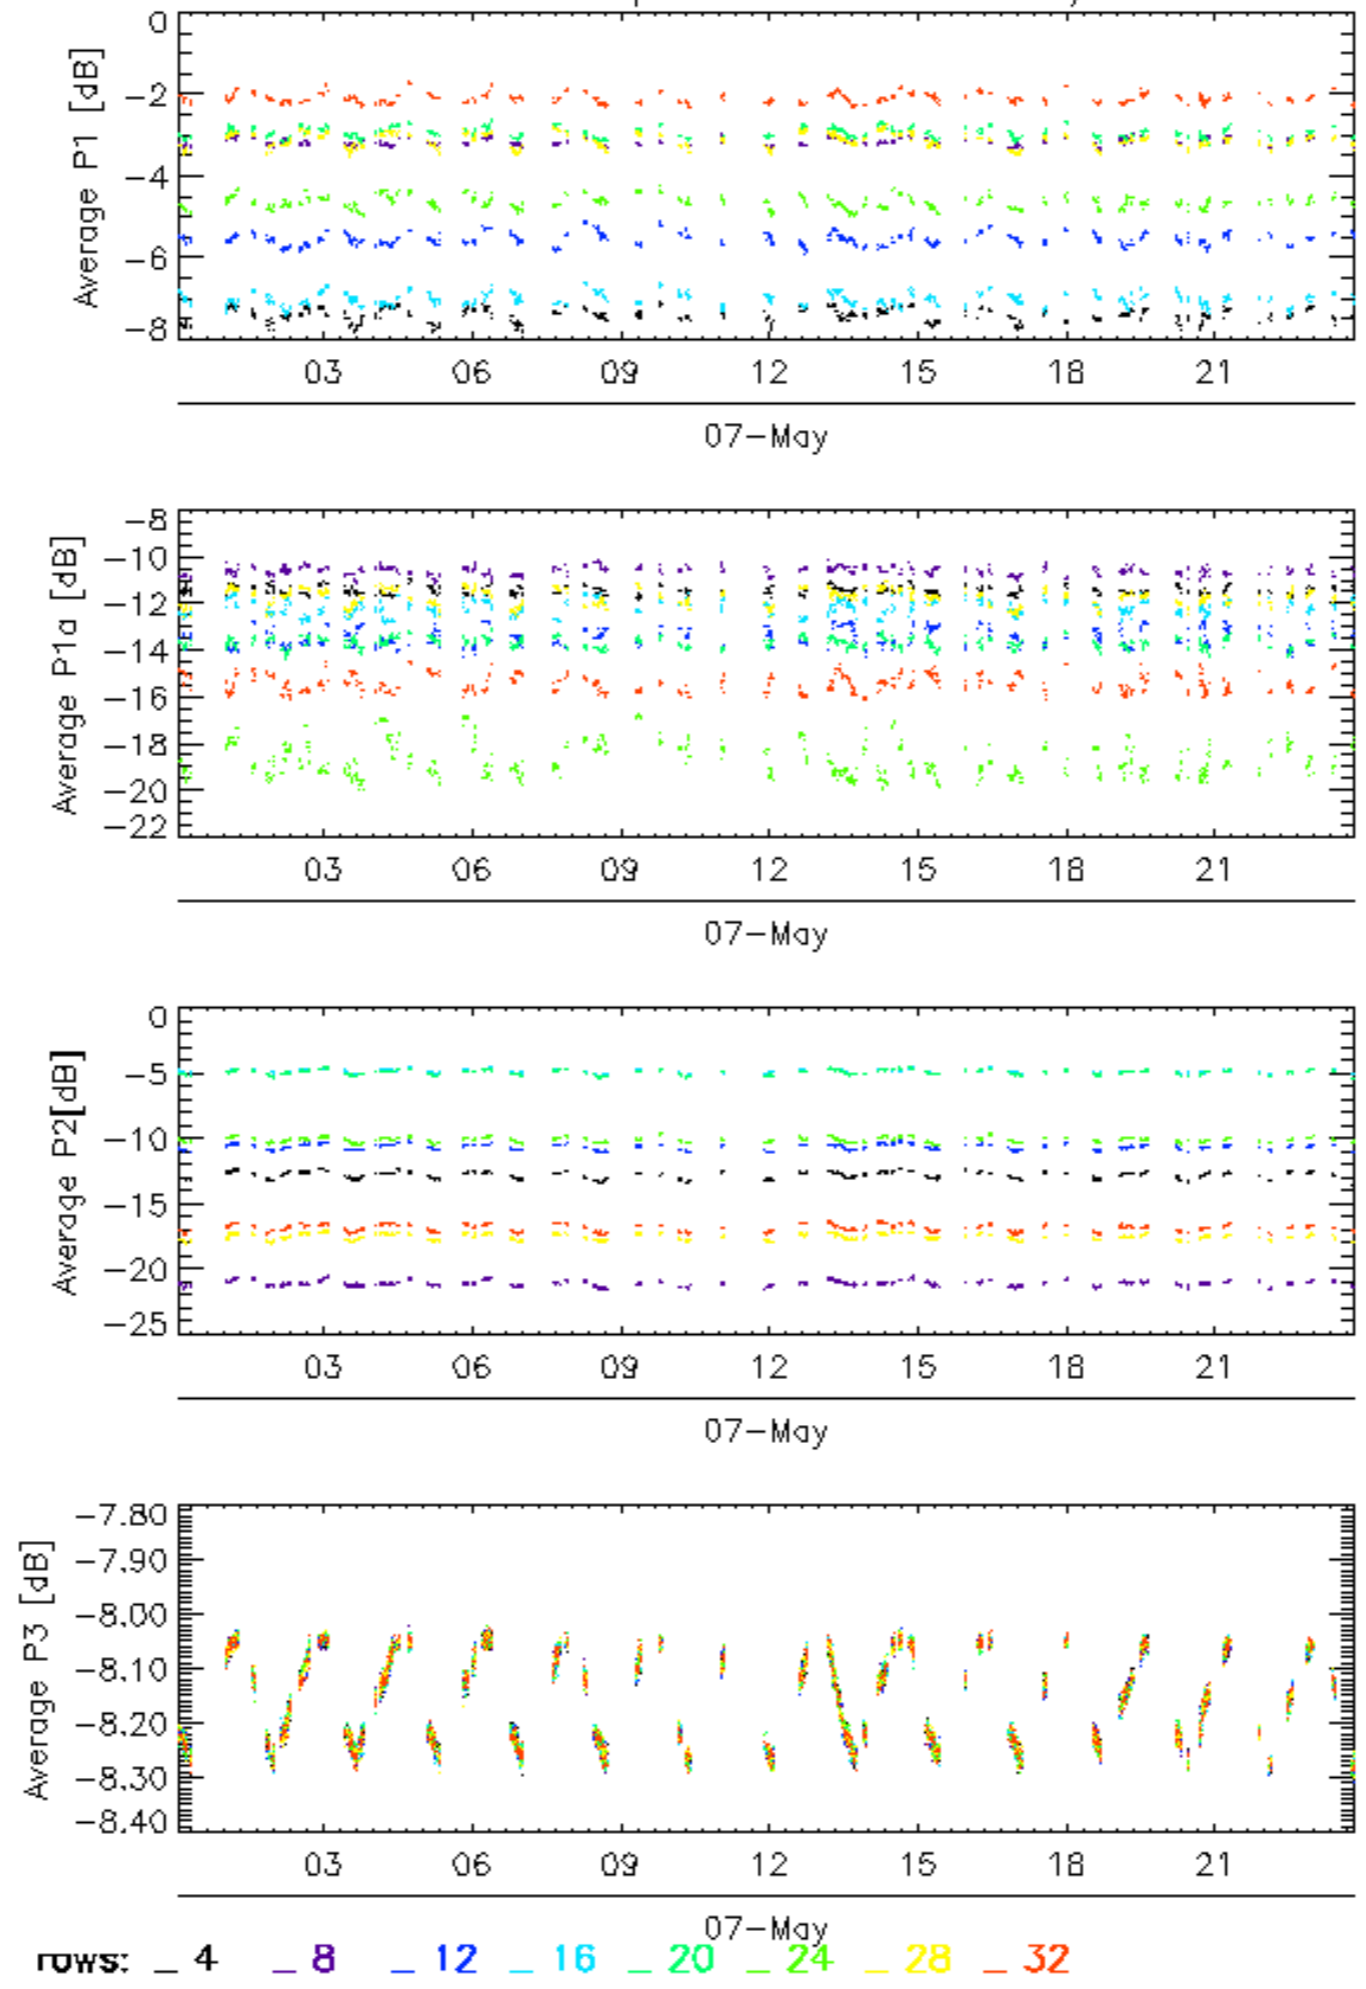 0
−2
−4
−6
−8
Average P1 [dB]
03 06 09 12 15 18 21
07−May
−8
−10
−12
−14
−16
−18
−20
−22
Average P1a [dB]
03 06 09 12 15 18 21
07−May
0
−5
−10
−15
−20
−25
Average P2[dB]
03 06 09 12 15 18 21
07−May
−7.80
−7.90
−8.00
−8.10
−8.20
−8.30
−8.40
Average P3 [dB]
03 06 09 12 15 18 21
07−May
rows: _ 4 _ 8 _ 12 _ 16 _ 20 _ 24 _ 28 _ 32